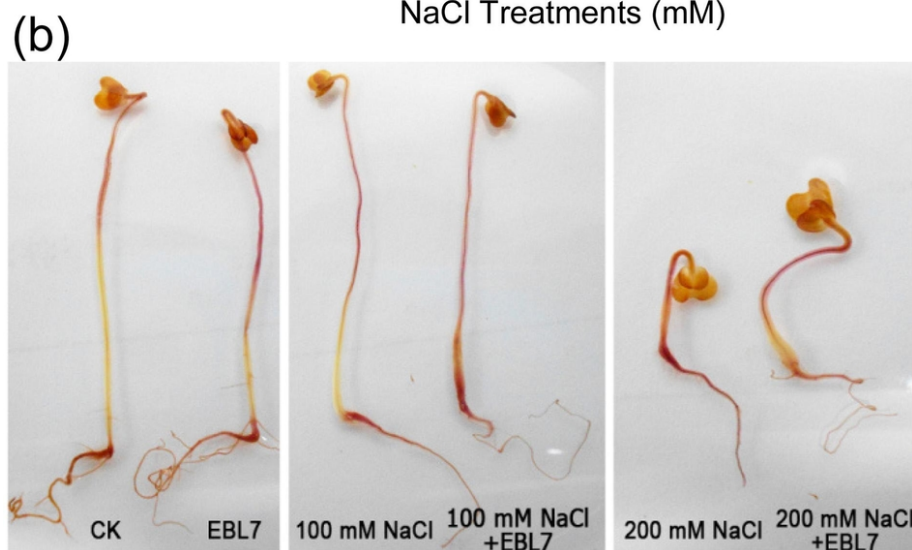 NaCl Treatments (mM)
(b)
CK
EBL7
100 mM NaCl
100 mM NaCl
+EBL7
200 mM NaCl
200 mM NaCl
+EBL7